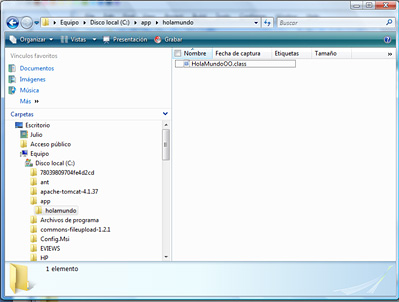 Equipo ▸ Disco local (C:) ▸ app ▸ holamundo
Buscar
Organizar Vistas Presentación Grabar
Vínculos favoritos
Documentos
Imágenes
Música
Más »
Carpetas
Nombre Fecha de captura Etiquetas Tamaño
HolaMundoOO.class
Escritorio
Julio
Acceso público
Equipo
Disco local (C:)
78039809704fe4d2cd
ant
apache-tomcat-4.1.37
app
holamundo
Archivos de programa
commons-fileupload-1.2.1
Config.Msi
EVIEWS
HP
1 elemento